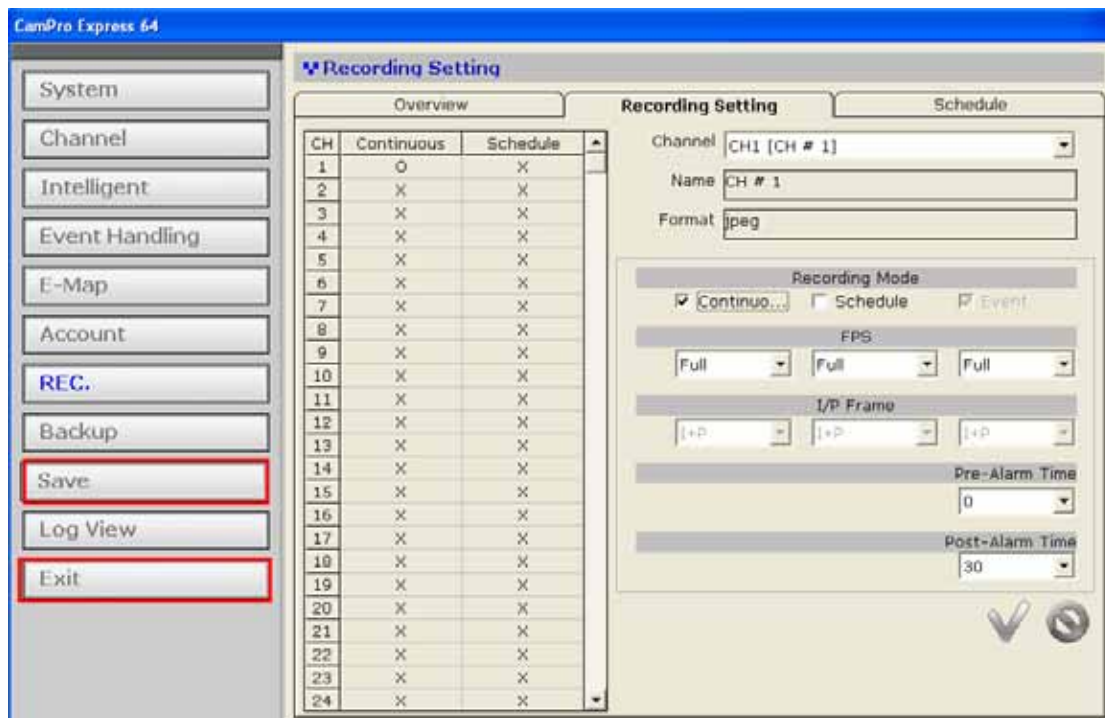 CamPro Express 64
System
Channel
Intelligent
Event Handling
E-Map
Account
REC.
Backup
Save
Log View
Exit
Recording Setting
Overview Recording Setting Schedule
CH Continuous Schedule
1 O X
2 X X
3 X X
4 X X
5 X X
6 X X
7 X X
8 X X
9 X X
10 X X
11 X X
12 X X
13 X X
14 X X
15 X X
16 X X
17 X X
18 X X
19 X X
20 X X
21 X X
22 X X
23 X X
24 X X
Channel CH1 [CH # 1]
Name CH # 1
Format jpeg
Recording Mode
Continuo... Schedule Event
FPS
Full Full Full
I/P Frame
I+P I+P I+P
Pre-Alarm Time
0
Post-Alarm Time
30